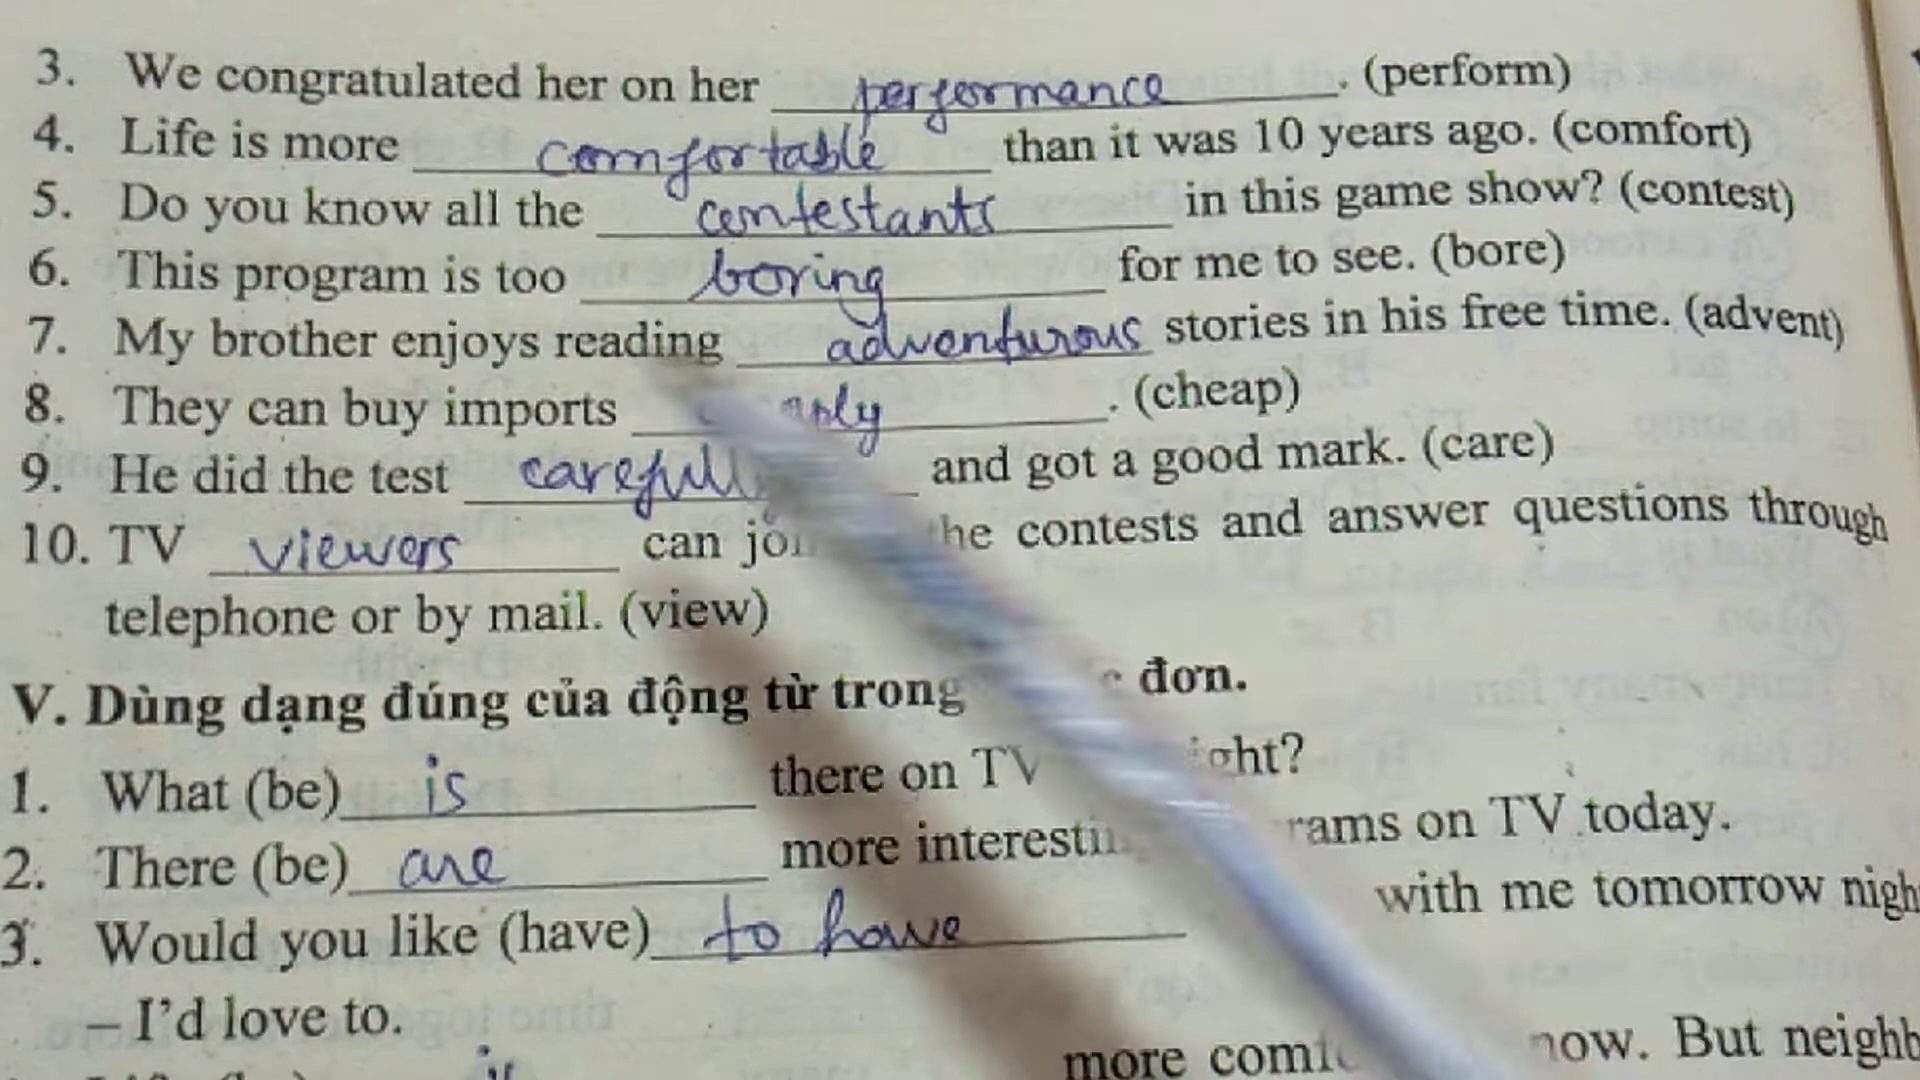 3. We congratulated her on her performance. (perform)
4. Life is more comfortable than it was 10 years ago. (comfort)
5. Do you know all the contestants in this game show? (contest)
6. This program is too boring for me to see. (bore)
7. My brother enjoys reading adventurous stories in his free time. (advent)
8. They can buy imports. (cheap)
9. He did the test and got a good mark. (care)
10. TV viewers can the contests and answer questions through
telephone or by mail. (view)
V. Dùng dạng đúng của động từ trong đơn.
1. What (be) is there on TV
2. There (be) are more on TV today.
3. Would you like (have) to have with me tomorrow
– I'd love to.
more now. But